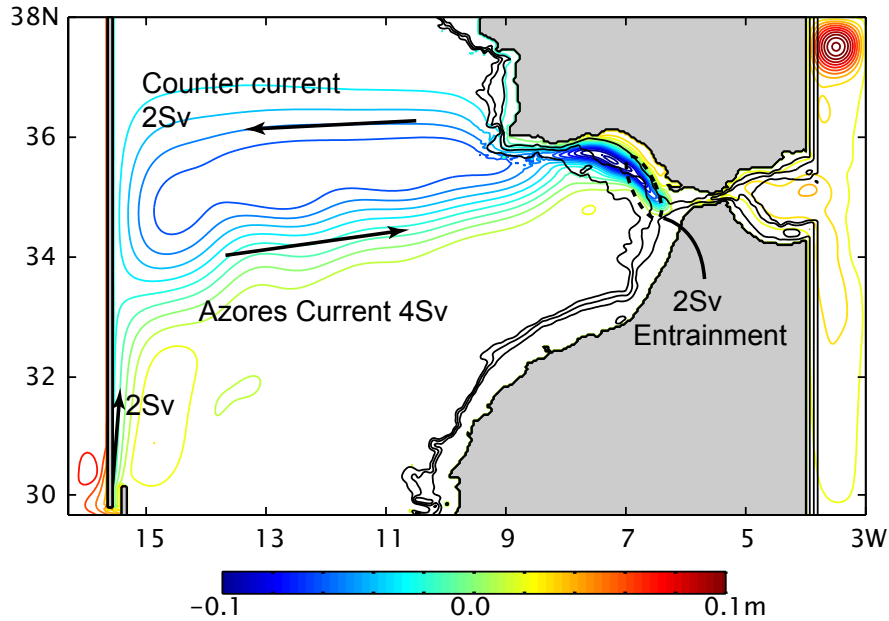 38N
Counter current
2Sv
36
34
Azores Current 4Sv
2Sv
Entrainment
32
2Sv
30
15
13
11
9
7
5
3W
−0.1
0.0
0.1m